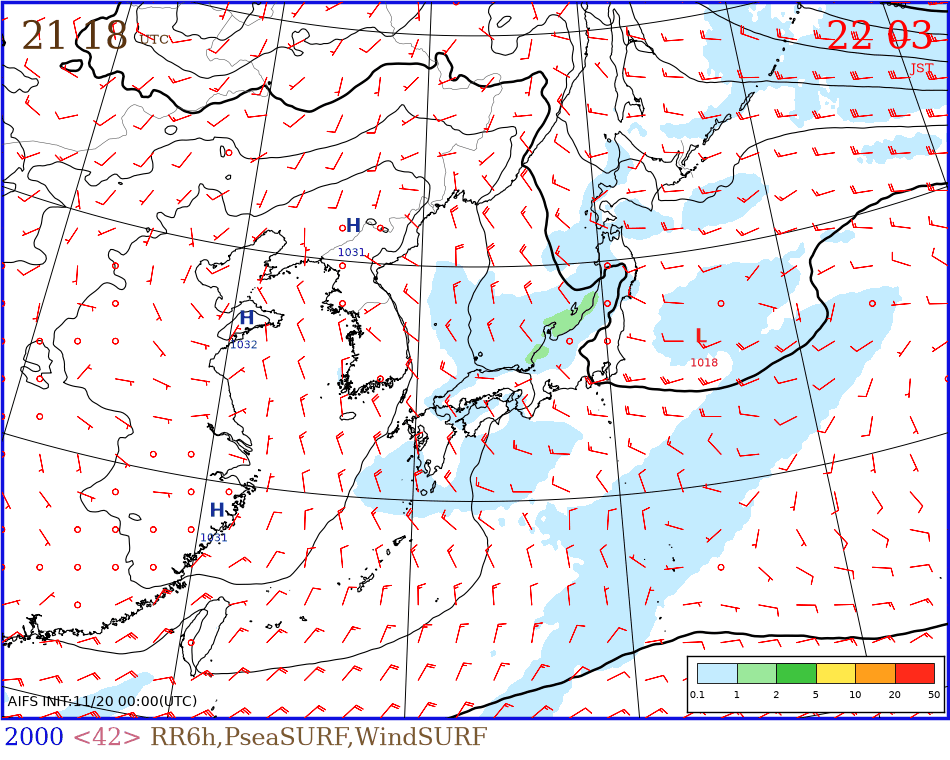 21 18 UTC 22 03
JST
H
1031
H
1032
L
1018
H
1031
0.1 1 2 5 10 20 50
AIFS INIT:11/20 00:00(UTC)
2000 <42> RR6h,PseaSURF,WindSURF